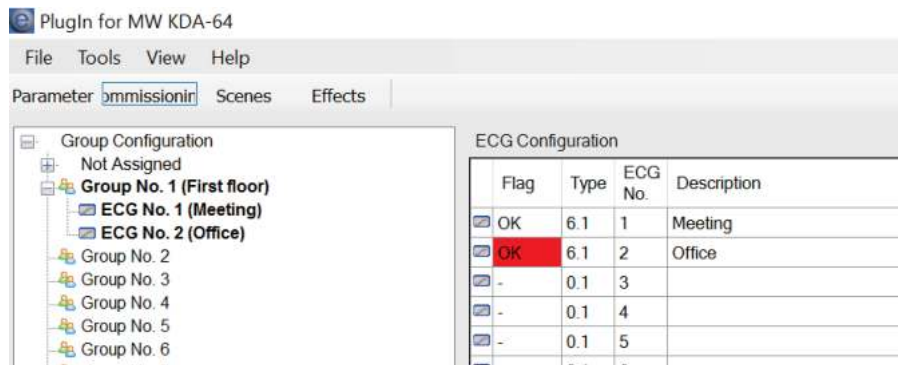 PlugIn for MW KDA-64
File Tools View Help
Parameter ommissionin Scenes Effects
Group Configuration
Not Assigned
Group No. 1 (First floor)
ECG No. 1 (Meeting)
ECG No. 2 (Office)
Group No. 2
Group No. 3
Group No. 4
Group No. 5
Group No. 6
ECG Configuration
Flag Type ECG No. Description
OK 6.1 1 Meeting
OK 6.1 2 Office
- 0.1 3
- 0.1 4
- 0.1 5